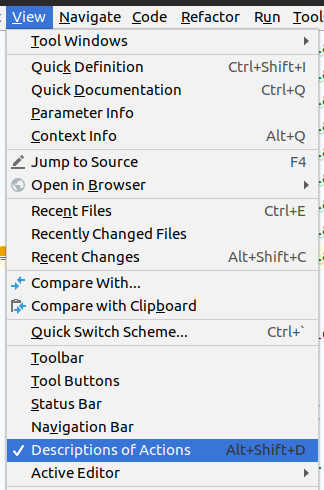 View Navigate Code Refactor Run Tools
Tool Windows
Quick Definition Ctrl+Shift+I
Quick Documentation Ctrl+Q
Parameter Info
Context Info Alt+Q
Jump to Source F4
Open in Browser
Recent Files Ctrl+E
Recently Changed Files
Recent Changes Alt+Shift+C
Compare With...
Compare with Clipboard
Quick Switch Scheme... Ctrl+`
Toolbar
Tool Buttons
Status Bar
Navigation Bar
Descriptions of Actions Alt+Shift+D
Active Editor